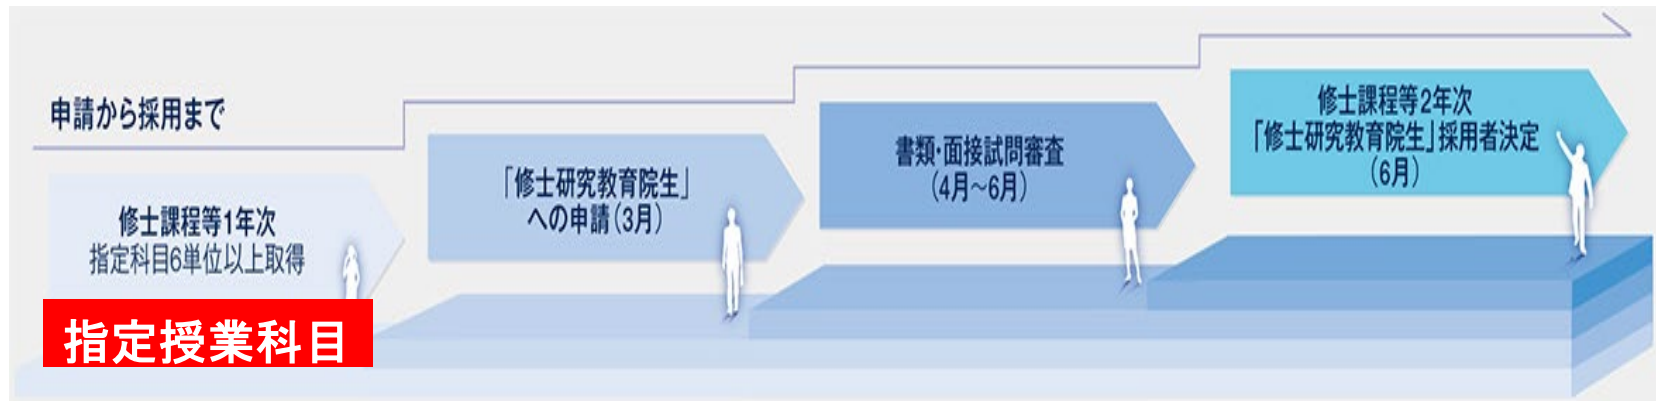 申請から採用まで
修士課程等1年次
指定科目6単位以上取得
指定授業科目
「修士研究教育院生」
への申請(3月)
書類・面接試問審査
(4月~6月)
修士課程等2年次
「修士研究教育院生」採用者決定
(6月)